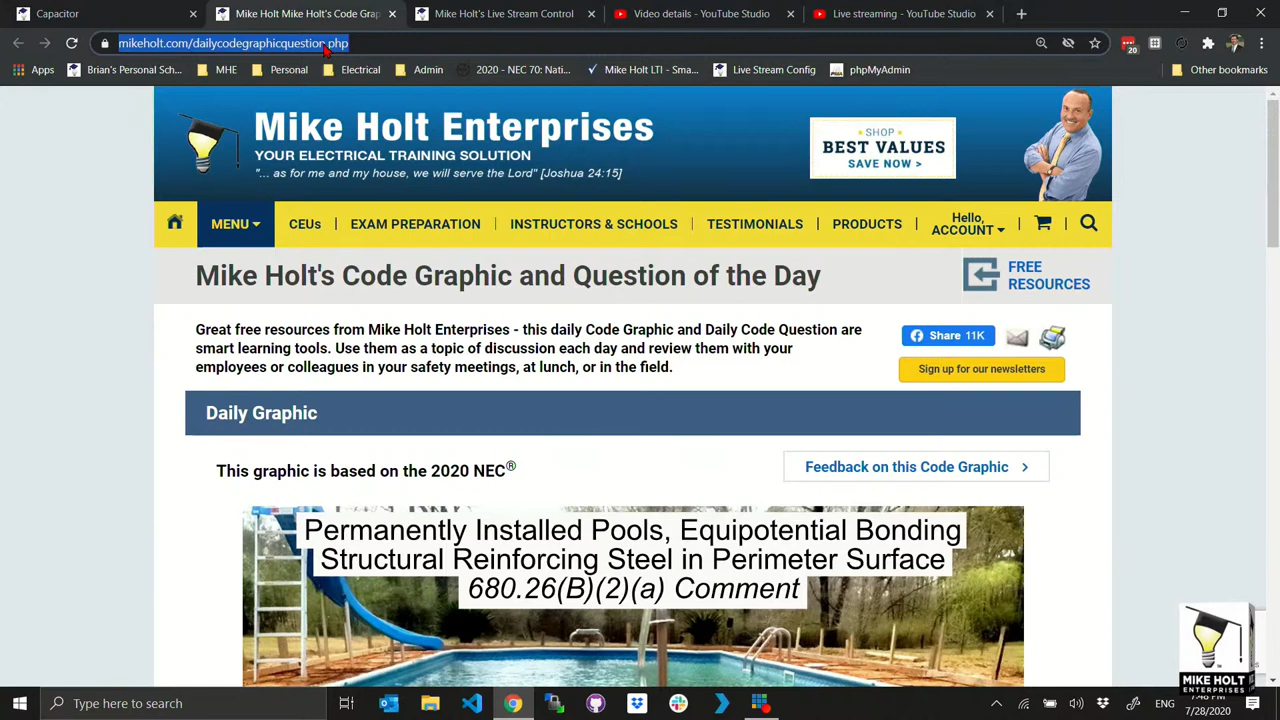 Capacitor
Mike Holt's Code Grap
Mike Holt's Live Stream Control
Video details - YouTube Studio
Live streaming - YouTube Studio
mikeholt.com/dailycodegraphicquestion.php
20
Apps
Brian's Personal Sch...
MHE
Personal
Electrical
Admin
2020 - NEC 70: Nati...
Mike Holt LTI - Sma...
Live Stream Config
phpMyAdmin
Other bookmarks
Mike Holt Enterprises
YOUR ELECTRICAL TRAINING SOLUTION
"... as for me and my house, we will serve the Lord" [Joshua 24:15]
SHOP
BEST VALUES
SAVE NOW >
MENU
CEUs
EXAM PREPARATION
INSTRUCTORS & SCHOOLS
TESTIMONIALS
PRODUCTS
Hello,
ACCOUNT
Mike Holt's Code Graphic and Question of the Day
FREE
RESOURCES
Great free resources from Mike Holt Enterprises - this daily Code Graphic and Daily Code Question are
smart learning tools. Use them as a topic of discussion each day and review them with your
employees or colleagues in your safety meetings, at lunch, or in the field.
Share 11K
Sign up for our newsletters
Daily Graphic
This graphic is based on the 2020 NEC®
Feedback on this Code Graphic >
Permanently Installed Pools, Equipotential Bonding
Structural Reinforcing Steel in Perimeter Surface
680.26(B)(2)(a) Comment
MIKE HOLT
ENTERPRISES
Type here to search
7/28/2020